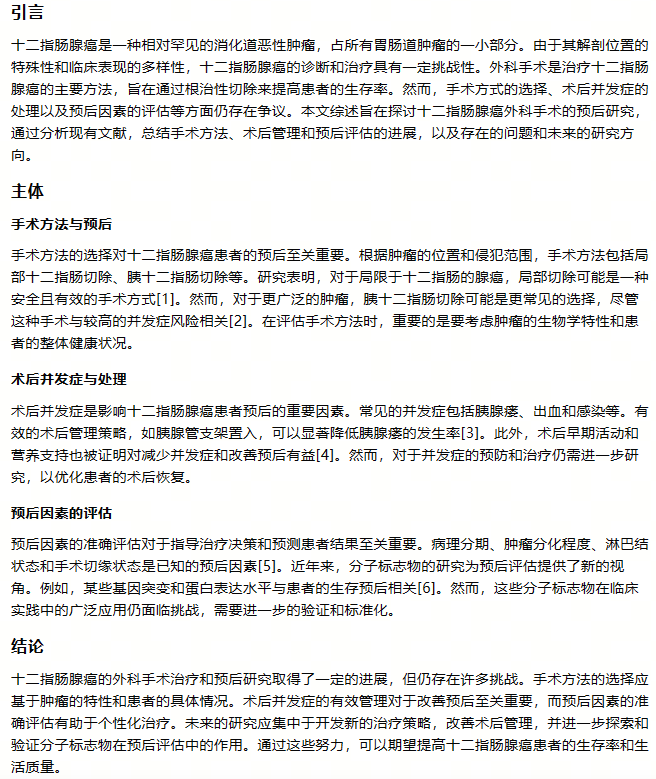 引言
十二指肠腺癌是一种相对罕见的消化道恶性肿瘤，占所有胃肠道肿瘤的一小部分。由于其解剖位置的
特殊性和临床表现的多样性，十二指肠腺癌的诊断和治疗具有一定挑战性。外科手术是治疗十二指肠
腺癌的主要方法，旨在通过根治性切除来提高患者的生存率。然而，手术方式的选择、术后并发症的
处理以及预后因素的评估等方面仍存在争议。本文综述旨在探讨十二指肠腺癌外科手术的预后研究，
通过分析现有文献，总结手术方法、术后管理和预后评估的进展，以及存在的问题和未来的研究方
向。
主体
手术方法与预后
手术方法的选择对十二指肠腺癌患者的预后至关重要。根据肿瘤的位置和侵犯范围，手术方法包括局
部十二指肠切除、胰十二指肠切除等。研究表明，对于局限于十二指肠的腺癌，局部切除可能是一种
安全且有效的手术方式[1]。然而，对于更广泛的肿瘤，胰十二指肠切除可能是更常见的选择，尽管
这种手术与较高的并发症风险相关[2]。在评估手术方法时，重要的是要考虑肿瘤的生物学特性和患
者的整体健康状况。
术后并发症与处理
术后并发症是影响十二指肠腺癌患者预后的重要因素。常见的并发症包括胰腺瘘、出血和感染等。有
效的术后管理策略，如胰腺管支架置入，可以显著降低胰腺瘘的发生率[3]。此外，术后早期活动和
营养支持也被证明对减少并发症和改善预后有益[4]。然而，对于并发症的预防和治疗仍需进一步研
究，以优化患者的术后恢复。
预后因素的评估
预后因素的准确评估对于指导治疗决策和预测患者结果至关重要。病理分期、肿瘤分化程度、淋巴结
状态和手术切缘状态是已知的预后因素[5]。近年来，分子标志物的研究为预后评估提供了新的视
角。例如，某些基因突变和蛋白表达水平与患者的生存预后相关[6]。然而，这些分子标志物在临床
实践中的广泛应用仍面临挑战，需要进一步的验证和标准化。
结论
十二指肠腺癌的外科手术治疗和预后研究取得了一定的进展，但仍存在许多挑战。手术方法的选择应
基于肿瘤的特性和患者的具体情况。术后并发症的有效管理对于改善预后至关重要，而预后因素的准
确评估有助于个性化治疗。未来的研究应集中于开发新的治疗策略，改善术后管理，并进一步探索和
验证分子标志物在预后评估中的作用。通过这些努力，可以期望提高十二指肠腺癌患者的生存率和生
活质量。